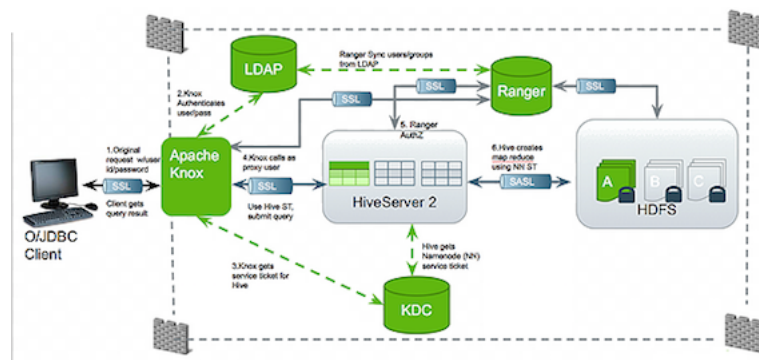 LDAP
Ranger Sync users/groups
from LDAP
SSL
Ranger
SSL
2.Knox
Authenticates
user/pass
SSL
SSL
5. Ranger
AuthZ
1.Original
request w/user
id/password
SSL
Client gets
query result
O/JDBC
Client
Apache
Knox
4.Knox calls as
proxy user
SSL
Use Hive ST,
submit query
HiveServer 2
6.Hive creates
map reduce
using NN ST
SASL
A
B
C
HDFS
3.Knox gets
service ticket for
Hive
Hive gets
Namenode (NN)
service ticket
KDC